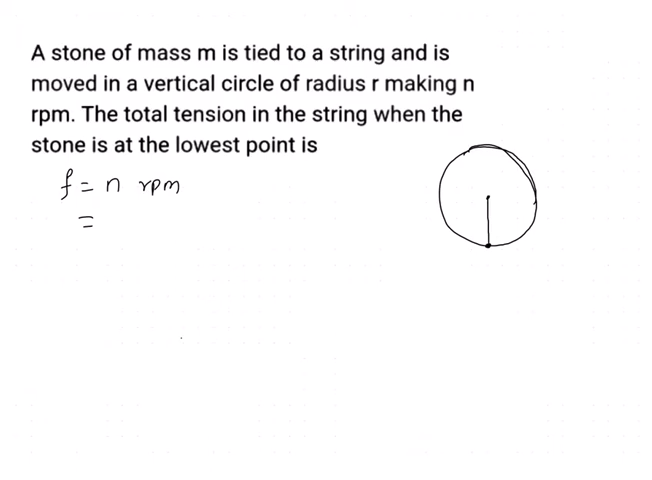 A stone of mass m is tied to a string and is
moved in a vertical circle of radius r making n
rpm. The total tension in the string when the
stone is at the lowest point is
f = n rpm
=